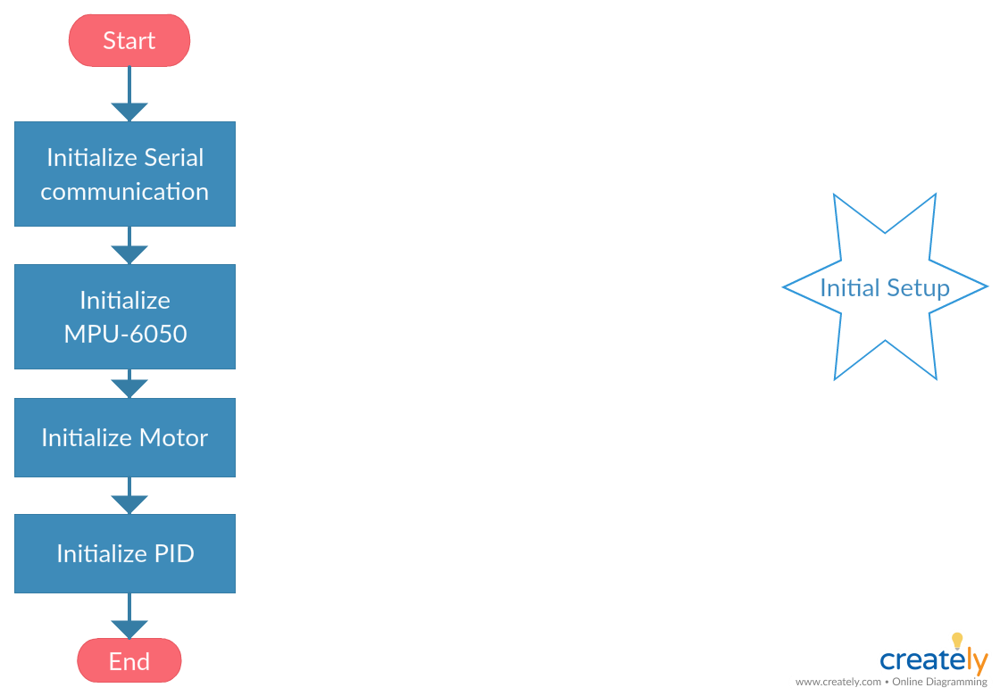 Start
Initialize Serial
communication
Initialize
MPU-6050
Initialize Motor
Initialize PID
End
Initial Setup
creately
www.creately.com • Online Diagramming